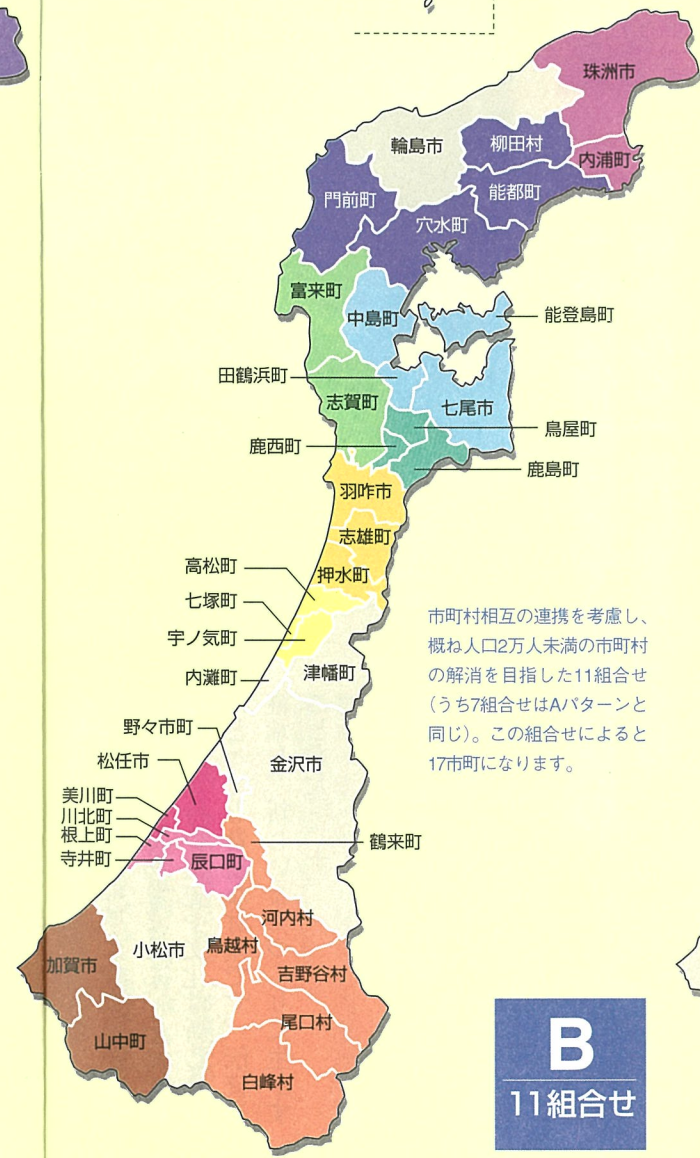 珠洲市
輪島市
柳田村
内浦町
能都町
門前町
穴水町
富来町
中島町
能登島町
田鶴浜町
志賀町
七尾市
鳥屋町
鹿西町
鹿島町
羽咋市
志雄町
高松町
押水町
七塚町
宇ノ気町
内灘町
津幡町
市町村相互の連携を考慮し、
概ね人口2万人未満の市町村
の解消を目指した11組合せ
(うち7組合せはAパターンと
同じ)。この組合せによると
17市町になります。
野々市町
松任市
金沢市
美川町
川北町
根上町
寺井町
辰口町
鶴来町
河内村
小松市
鳥越村
加賀市
吉野谷村
尾口村
山中町
白峰村
B
11組合せ